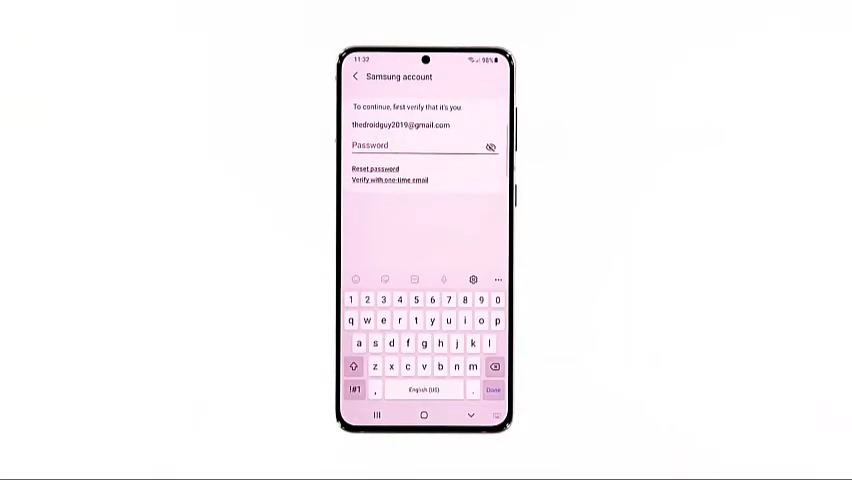 11:32
98%
Samsung account
To continue, first verify that it's you.
thedroidguy2019@gmail.com
Password
Reset password
Verify with one-time email
1 2 3 4 5 6 7 8 9 0
q w e r t y u i o p
a s d f g h j k l
z x c v b n m
!#1 , English (US) . Done